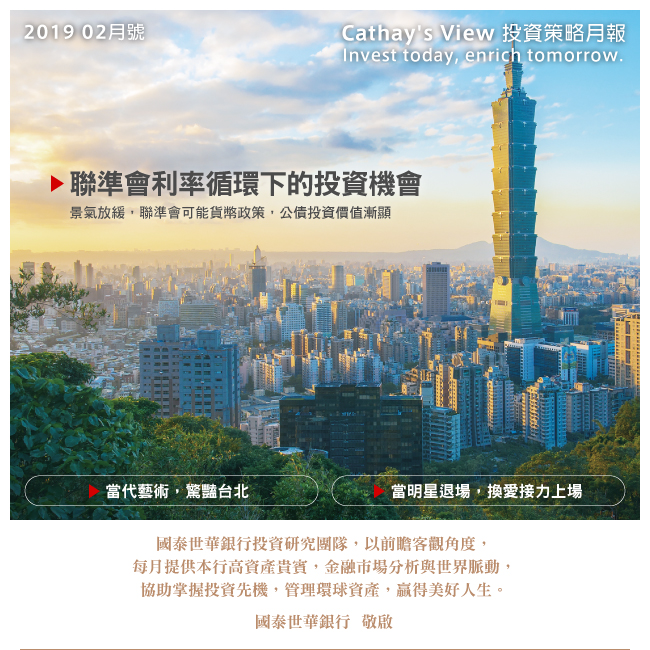 2019 02月號
Cathay's View 投資策略月報
Invest today, enrich tomorrow.
聯準會利率循環下的投資機會
景氣放緩，聯準會可能貨幣政策，公債投資價值漸顯
當代藝術，驚豔台北
當明星退場，換愛接力上場
國泰世華銀行投資研究團隊，以前瞻客觀角度，
每月提供本行高資產貴賓，金融市場分析與世界脈動，
協助掌握投資先機，管理環球資產，贏得美好人生。
國泰世華銀行 敬啟